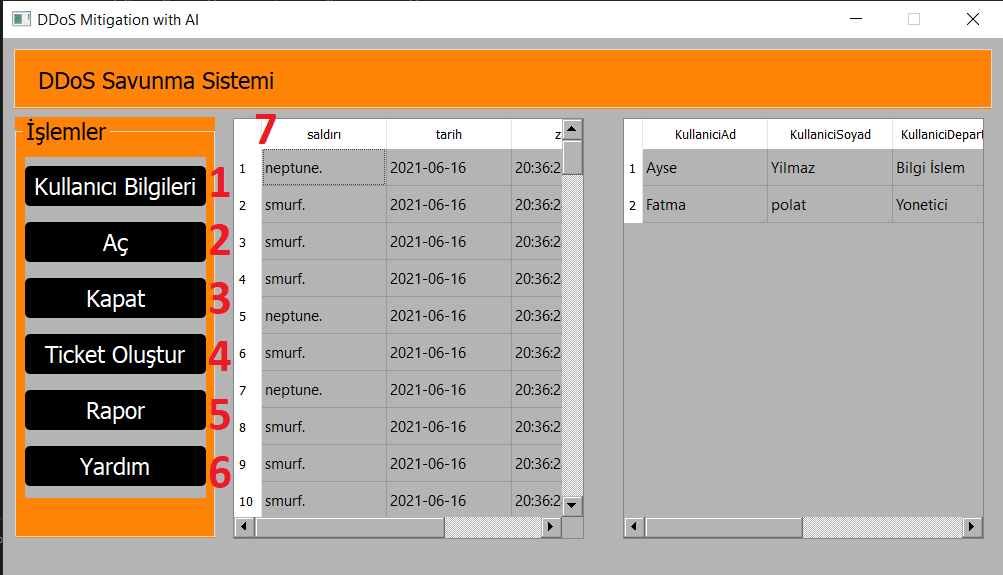 DDoS Mitigation with AI
DDoS Savunma Sistemi
İşlemler
Kullanıcı Bilgileri 1
Aç 2
Kapat 3
Ticket Oluştur 4
Rapor 5
Yardım 6
7
saldırı tarih z
1 neptune. 2021-06-16 20:36:2
2 smurf. 2021-06-16 20:36:2
3 smurf. 2021-06-16 20:36:2
4 smurf. 2021-06-16 20:36:2
5 neptune. 2021-06-16 20:36:2
6 smurf. 2021-06-16 20:36:2
7 neptune. 2021-06-16 20:36:2
8 smurf. 2021-06-16 20:36:2
9 smurf. 2021-06-16 20:36:2
10 smurf. 2021-06-16 20:36:2
KullaniciAd KullaniciSoyad KullaniciDepart
1 Ayse Yilmaz Bilgi İşlem
2 Fatma polat Yonetici